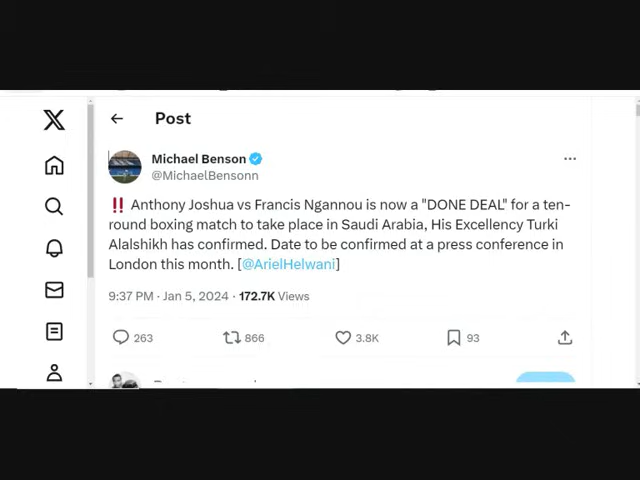 Post
Michael Benson
@MichaelBensonn
‼ Anthony Joshua vs Francis Ngannou is now a "DONE DEAL" for a ten-
round boxing match to take place in Saudi Arabia, His Excellency Turki
Alalshikh has confirmed. Date to be confirmed at a press conference in
London this month. [@ArielHelwani]
9:37 PM · Jan 5, 2024 · 172.7K Views
263 866 3.8K 93